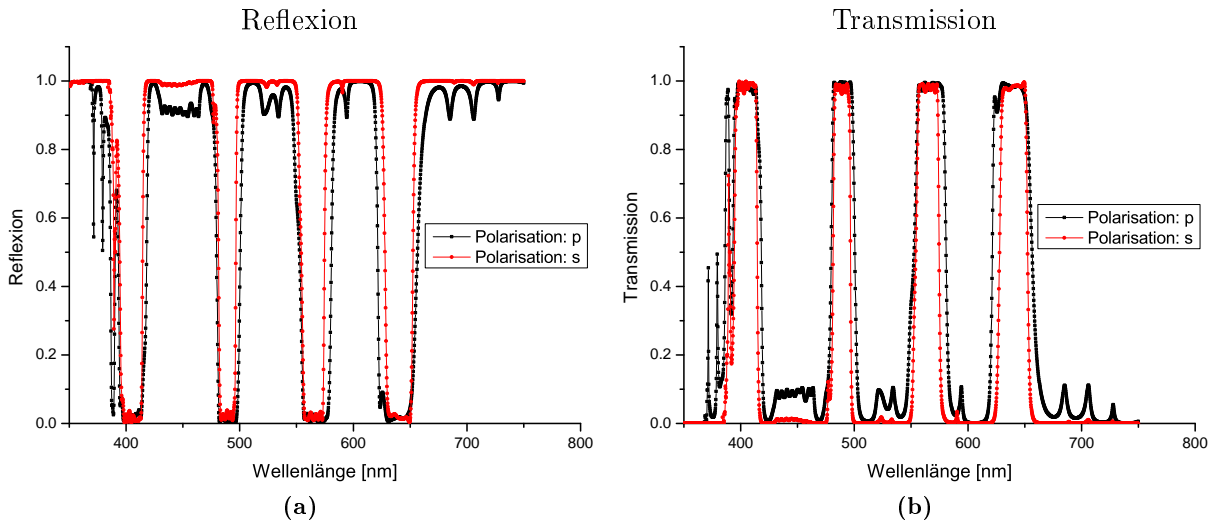 Reflexion
Transmission
1.0
0.8
0.6
0.4
0.2
0.0
Reflexion
Polarisation: p
Polarisation: s
400
500
600
700
800
Wellenlänge [nm]
(a)
1.0
0.8
0.6
0.4
0.2
0.0
Transmission
Polarisation: p
Polarisation: s
400
500
600
700
800
Wellenlänge [nm]
(b)